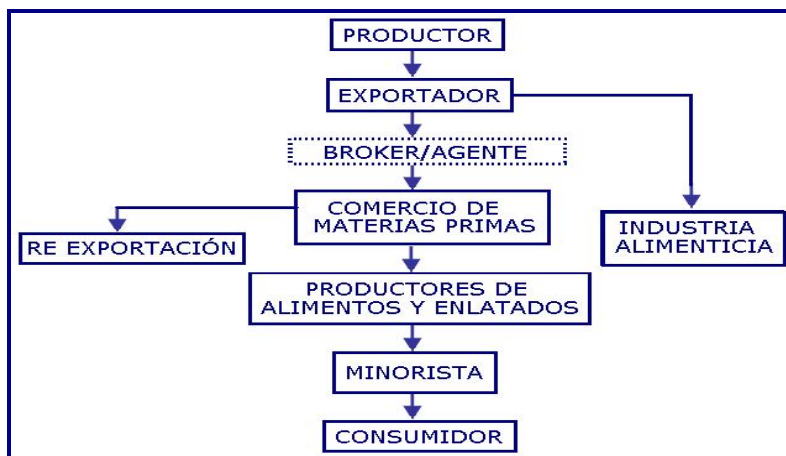 PRODUCTOR
EXPORTADOR
BROKER/AGENTE
COMERCIO DE
MATERIAS PRIMAS
RE EXPORTACIÓN
INDUSTRIA
ALIMENTICIA
PRODUCTORES DE
ALIMENTOS Y ENLATADOS
MINORISTA
CONSUMIDOR